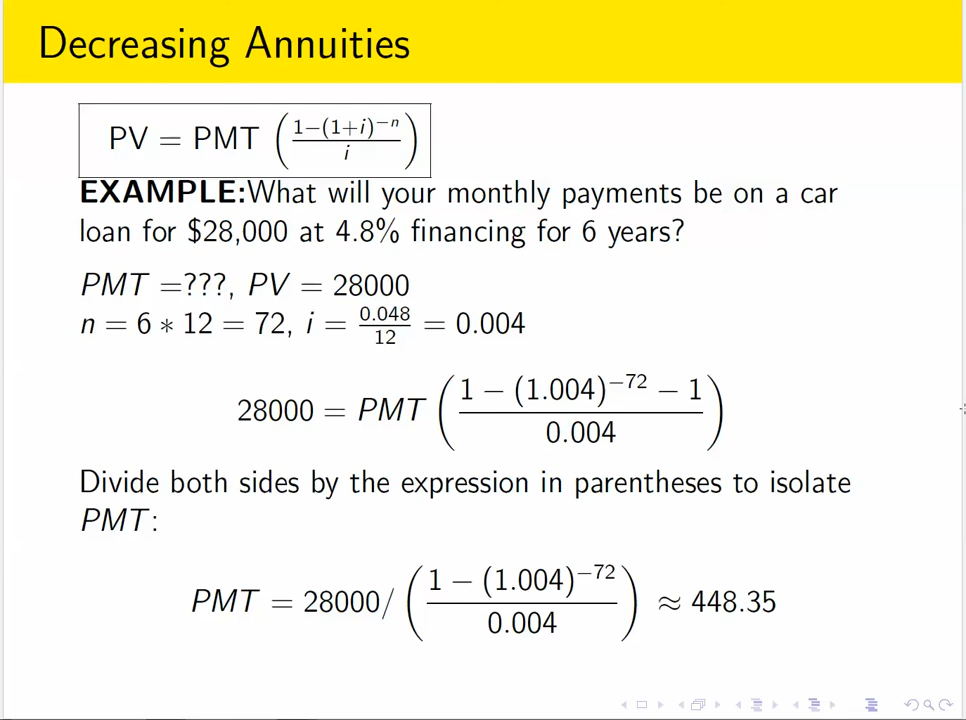 Decreasing Annuities
PV = PMT ( (1−(1+i)^{−n}) / i )
EXAMPLE:What will your monthly payments be on a car
loan for $28,000 at 4.8% financing for 6 years?
PMT =???, PV = 28000
n = 6 ∗ 12 = 72, i = 0.048/12 = 0.004
28000 = PMT ( (1 − (1.004)^{−72} − 1) / 0.004 )
Divide both sides by the expression in parentheses to isolate
PMT:
PMT = 28000/ ( (1 − (1.004)^{−72}) / 0.004 ) ≈ 448.35